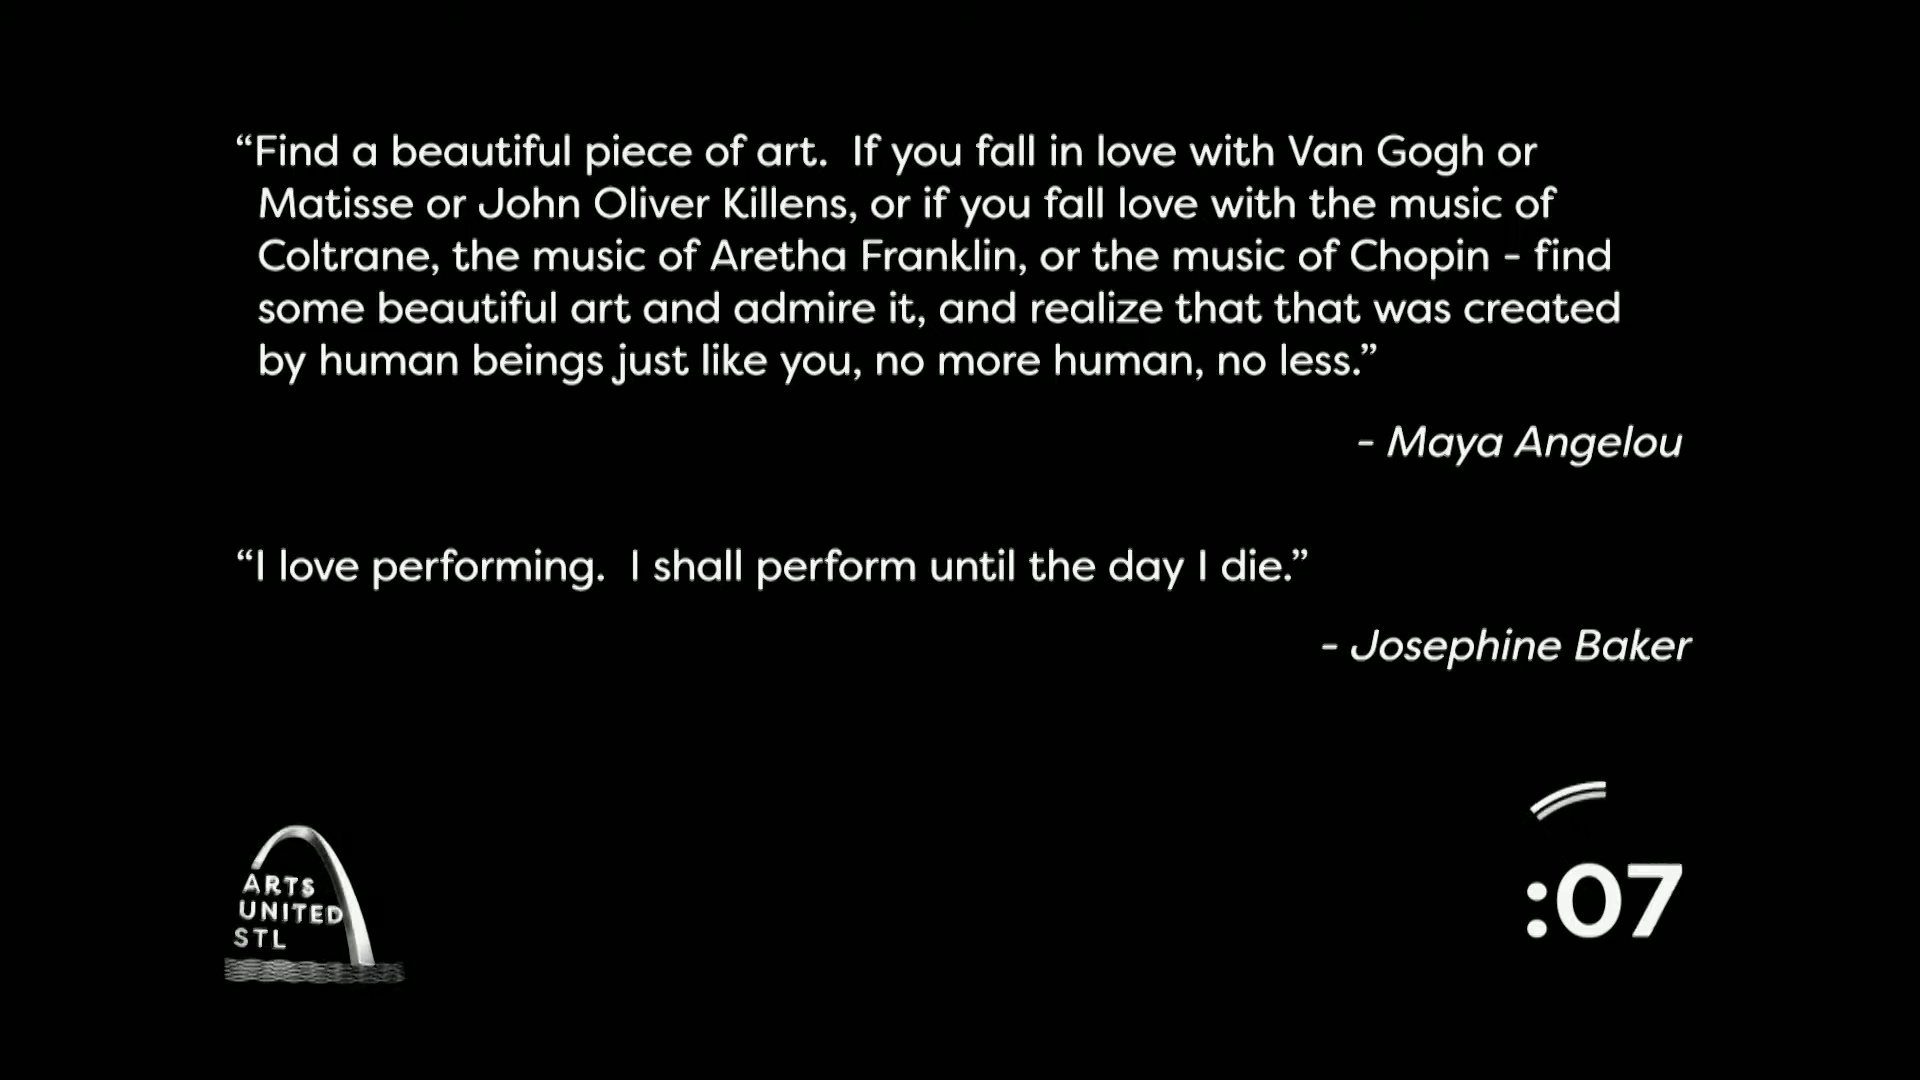 “Find a beautiful piece of art.  If you fall in love with Van Gogh or
Matisse or John Oliver Killens, or if you fall love with the music of
Coltrane, the music of Aretha Franklin, or the music of Chopin - find
some beautiful art and admire it, and realize that that was created
by human beings just like you, no more human, no less.”
- Maya Angelou
“I love performing.  I shall perform until the day I die.”
- Josephine Baker
ARTS
UNITED
STL
:07